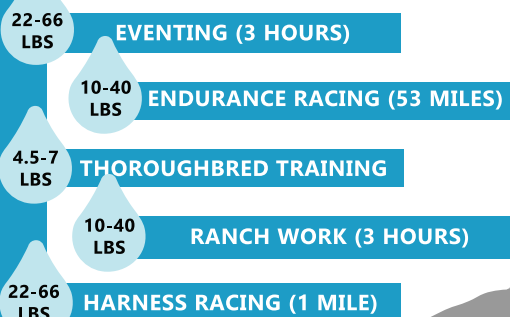 22-66
LBS
EVENTING (3 HOURS)
10-40
LBS
ENDURANCE RACING (53 MILES)
4.5-7
LBS
THOROUGHBRED TRAINING
10-40
LBS
RANCH WORK (3 HOURS)
22-66
LBS
HARNESS RACING (1 MILE)